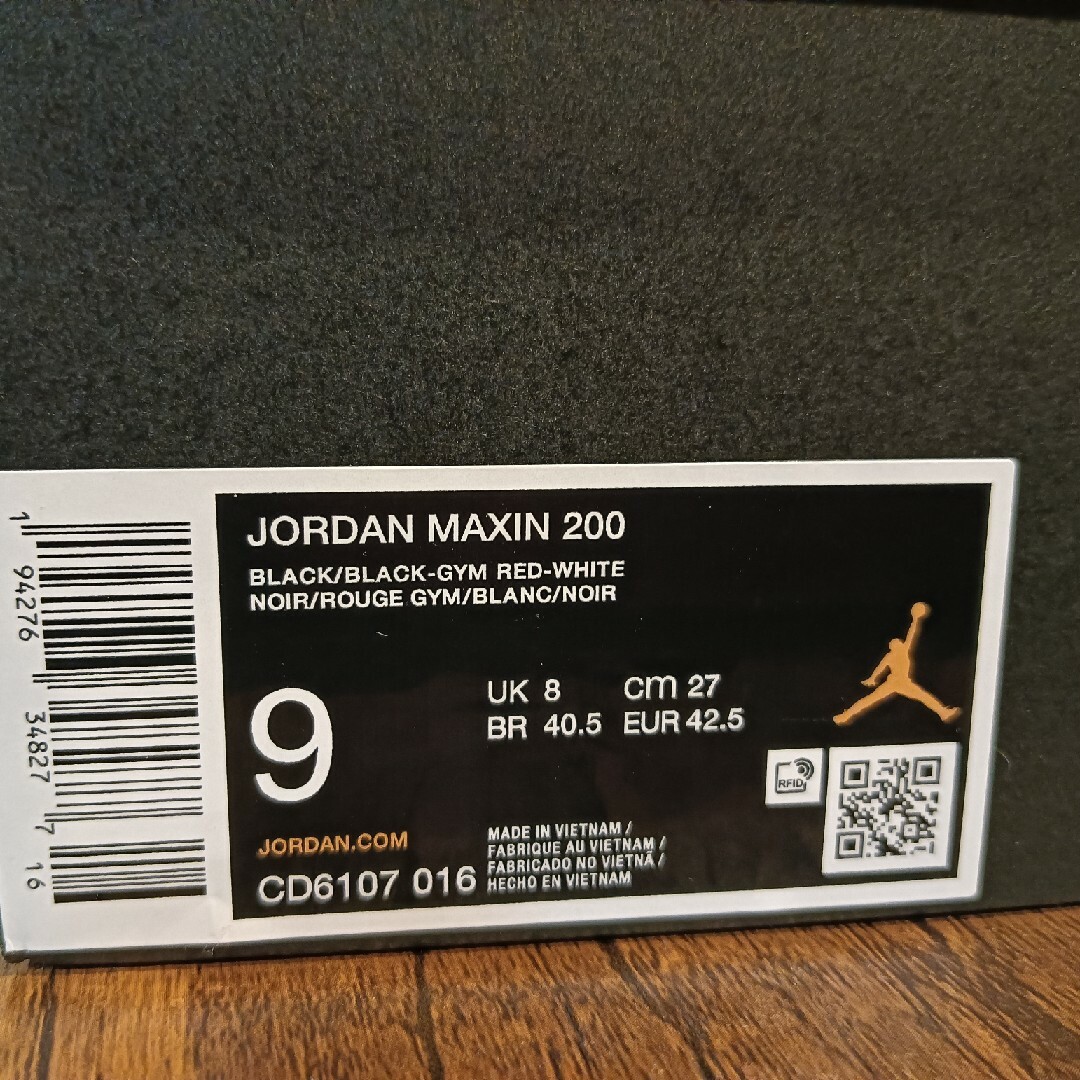 JORDAN MAXIN 200
BLACK/BLACK-GYM RED-WHITE
NOIR/ROUGE GYM/BLANC/NOIR
9
UK 8 cm 27
BR 40.5 EUR 42.5
RFID
JORDAN.COM
CD6107 016
MADE IN VIETNAM /
FABRIQUE AU VIETNAM /
FABRICADO NO VIETNÃ /
HECHO EN VIETNAM
1 94276 34827 7 16